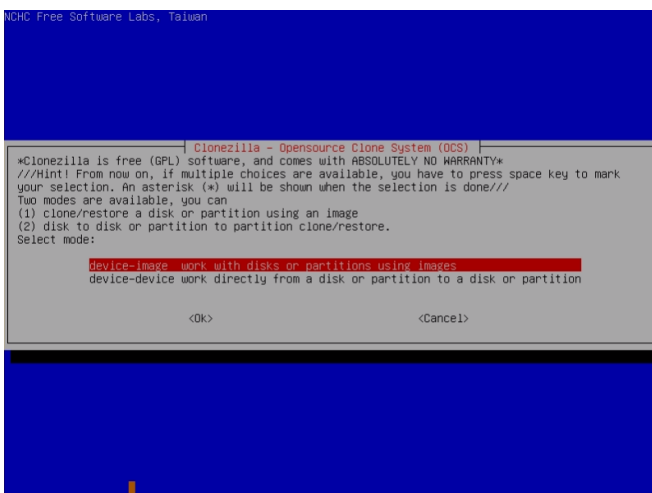 NCHC Free Software Labs, Taiwan
Clonezilla - Opensource Clone System (OCS)
*Clonezilla is free (GPL) software, and comes with ABSOLUTELY NO WARRANTY*
///Hint! From now on, if multiple choices are available, you have to press space key to mark
your selection. An asterisk (*) will be shown when the selection is done///
Two modes are available, you can
(1) clone/restore a disk or partition using an image
(2) disk to disk or partition to partition clone/restore.
Select mode:
device-image work with disks or partitions using images
device-device work directly from a disk or partition to a disk or partition
<Ok> <Cancel>